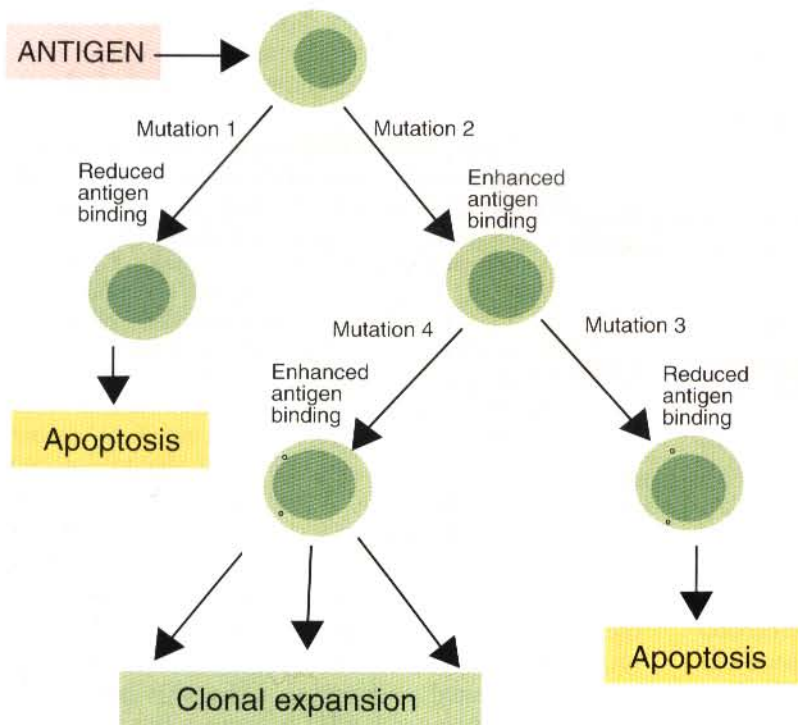 ANTIGEN
Mutation 1
Mutation 2
Reduced
antigen
binding
Enhanced
antigen
binding
Mutation 4
Mutation 3
Enhanced
antigen
binding
Reduced
antigen
binding
Apoptosis
Apoptosis
Clonal expansion